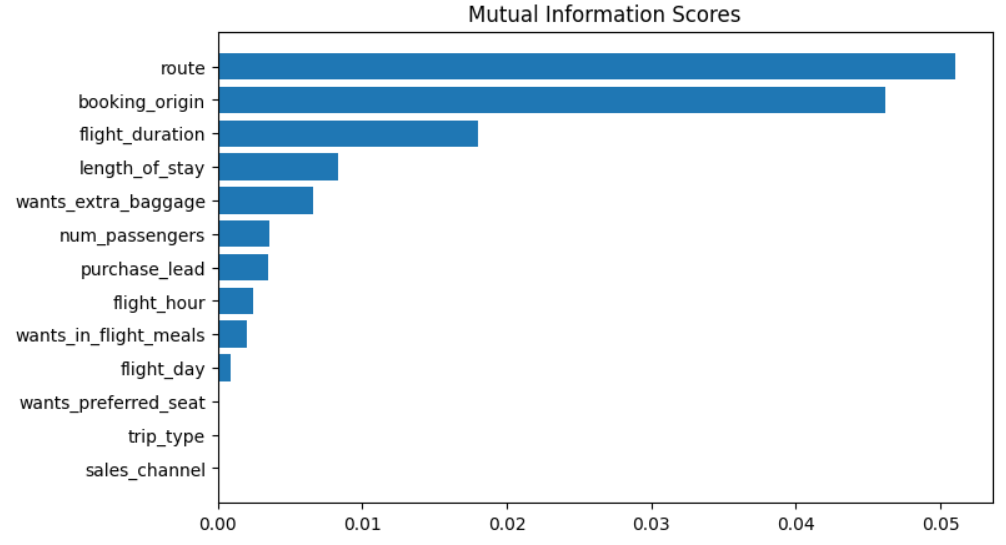 Mutual Information Scores
route
booking_origin
flight_duration
length_of_stay
wants_extra_baggage
num_passengers
purchase_lead
flight_hour
wants_in_flight_meals
flight_day
wants_preferred_seat
trip_type
sales_channel
0.00 0.01 0.02 0.03 0.04 0.05